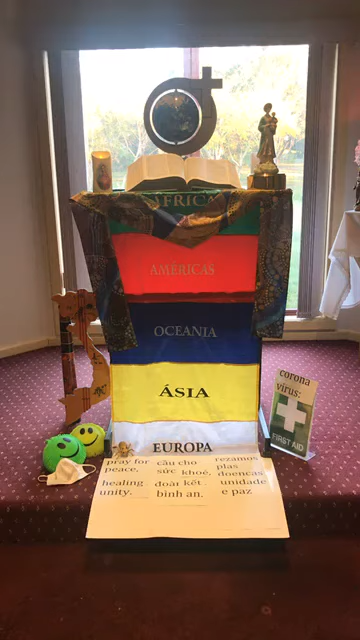 ÁFRICA
AMÉRICAS
OCEANIA
ÁSIA
EUROPA
corona
virus:
FIRST AID
pray for
peace,
healing
unity.
cầu cho
sức khoẻ,
đoàn kết
bình an.
rezamos
plas
doencas
unidade
e paz